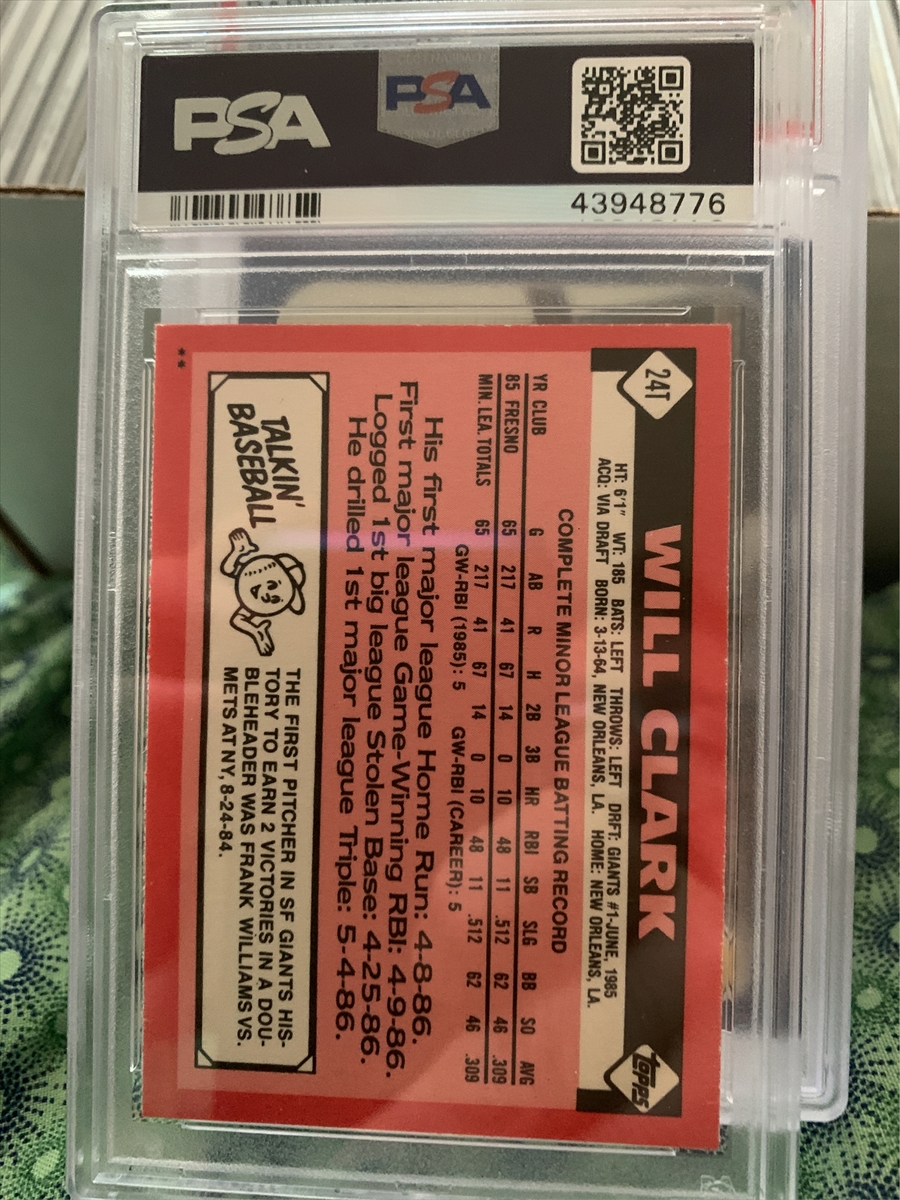 PSA
PSA
43948776
24T
WILL CLARK
Topps
HT: 6'1" WT: 185 BATS: LEFT THROWS: LEFT DRFT: GIANTS #1-JUNE, 1985
ACQ: VIA DRAFT BORN: 3-13-64, NEW ORLEANS, LA. HOME: NEW ORLEANS, LA.
COMPLETE MINOR LEAGUE BATTING RECORD
YR CLUB G AB R H 2B 3B HR RBI SB SLG BB SO AVG
85 FRESNO 65 217 41 67 14 0 10 48 11 .512 62 46 .309
MIN. LEA. TOTALS 65 217 41 67 14 0 10 48 11 .512 62 46 .309
GW-RBI (1985): 5 GW-RBI (CAREER): 5
His first major league Home Run: 4-8-86.
First major league Game-Winning RBI: 4-9-86.
Logged 1st big league Stolen Base: 4-25-86.
He drilled 1st major league Triple: 5-4-86.
TALKIN'
BASEBALL
THE FIRST PITCHER IN SF GIANTS HIS-
TORY TO EARN 2 VICTORIES IN A DOU-
BLEHEADER WAS FRANK WILLIAMS VS.
METS AT NY, 8-24-84.
**